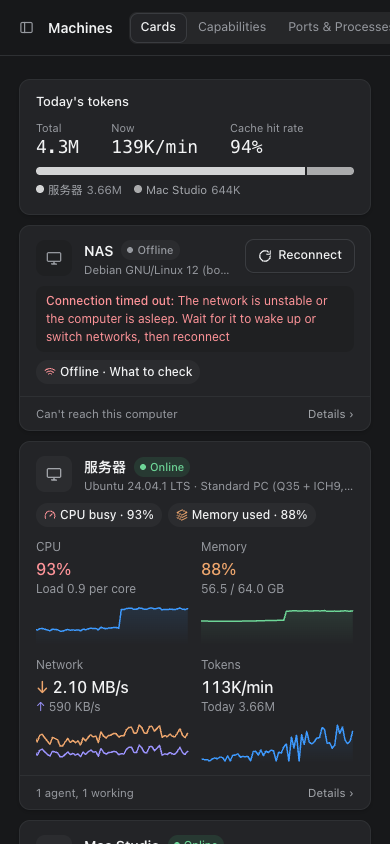 Machines
Cards
Capabilities
Ports & Processes
Today's tokens
Total
Now
Cache hit rate
4.3M
139K/min
94%
服务器 3.66M
Mac Studio 644K
NAS
Offline
Reconnect
Debian GNU/Linux 12 (bo...
Connection timed out: The network is unstable or
the computer is asleep. Wait for it to wake up or
switch networks, then reconnect
Offline · What to check
Can't reach this computer
Details ›
服务器
Online
Ubuntu 24.04.1 LTS · Standard PC (Q35 + ICH9,...
CPU busy · 93%
Memory used · 88%
CPU
Memory
93%
88%
Load 0.9 per core
56.5 / 64.0 GB
Network
Tokens
↓ 2.10 MB/s
113K/min
↑ 590 KB/s
Today 3.66M
1 agent, 1 working
Details ›
Mac Studio
Online